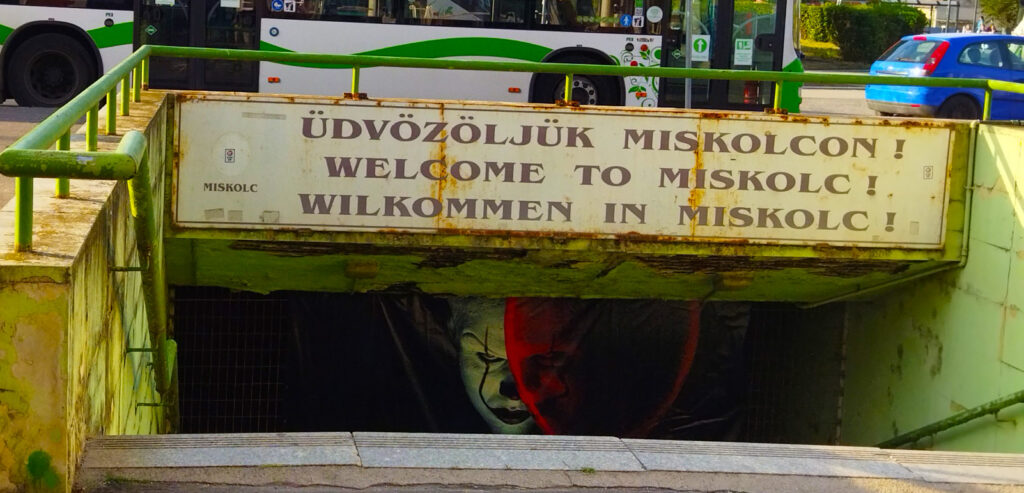 ÜDVÖZÖLJÜK MISKOLCON !
WELCOME TO MISKOLC !
MISKOLC
WILKOMMEN IN MISKOLC !